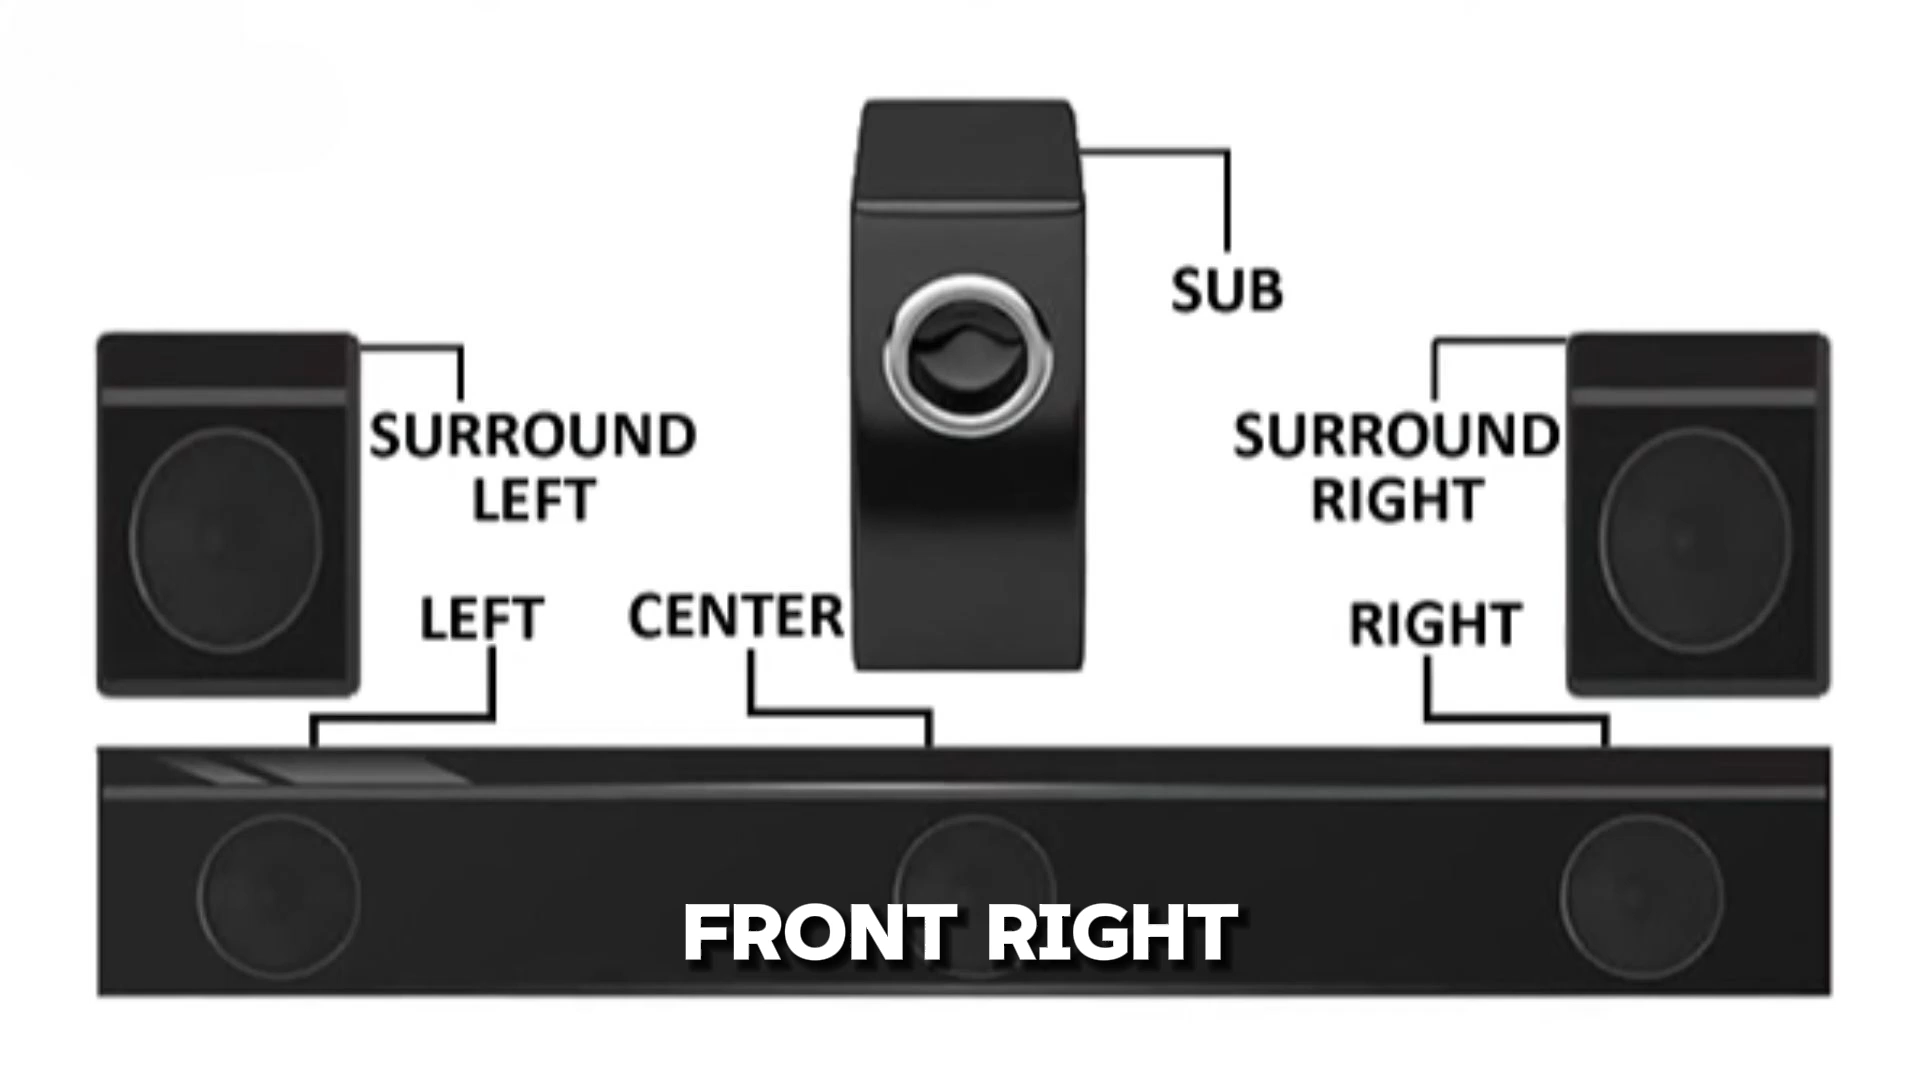 SUB
SURROUND
LEFT
SURROUND
RIGHT
LEFT
CENTER
RIGHT
FRONT RIGHT